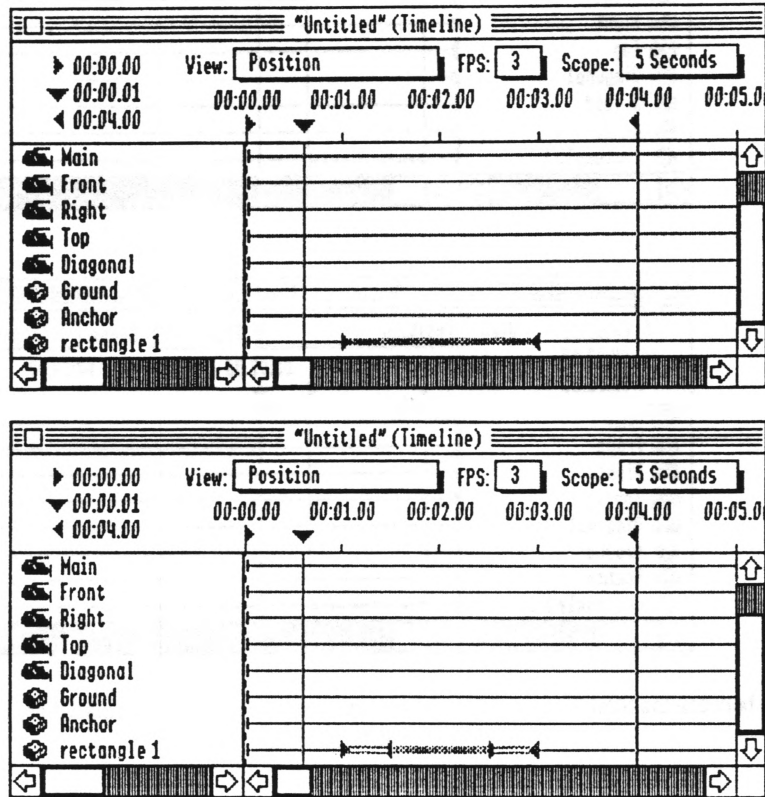 "Untitled" (Timeline)
00:00.00 View: Position FPS: 3 Scope: 5 Seconds
00:00.01
00:04.00
00:00.00 00:01.00 00:02.00 00:03.00 00:04.00 00:05.0
Main
Front
Right
Top
Diagonal
Ground
Anchor
rectangle 1
"Untitled" (Timeline)
00:00.00 View: Position FPS: 3 Scope: 5 Seconds
00:00.01
00:04.00
00:00.00 00:01.00 00:02.00 00:03.00 00:04.00 00:05.0
Main
Front
Right
Top
Diagonal
Ground
Anchor
rectangle 1